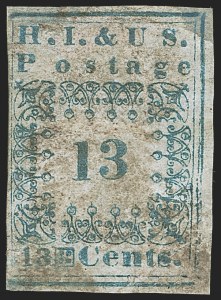 H.I. & U.S.
Postage
13
13 Cents.